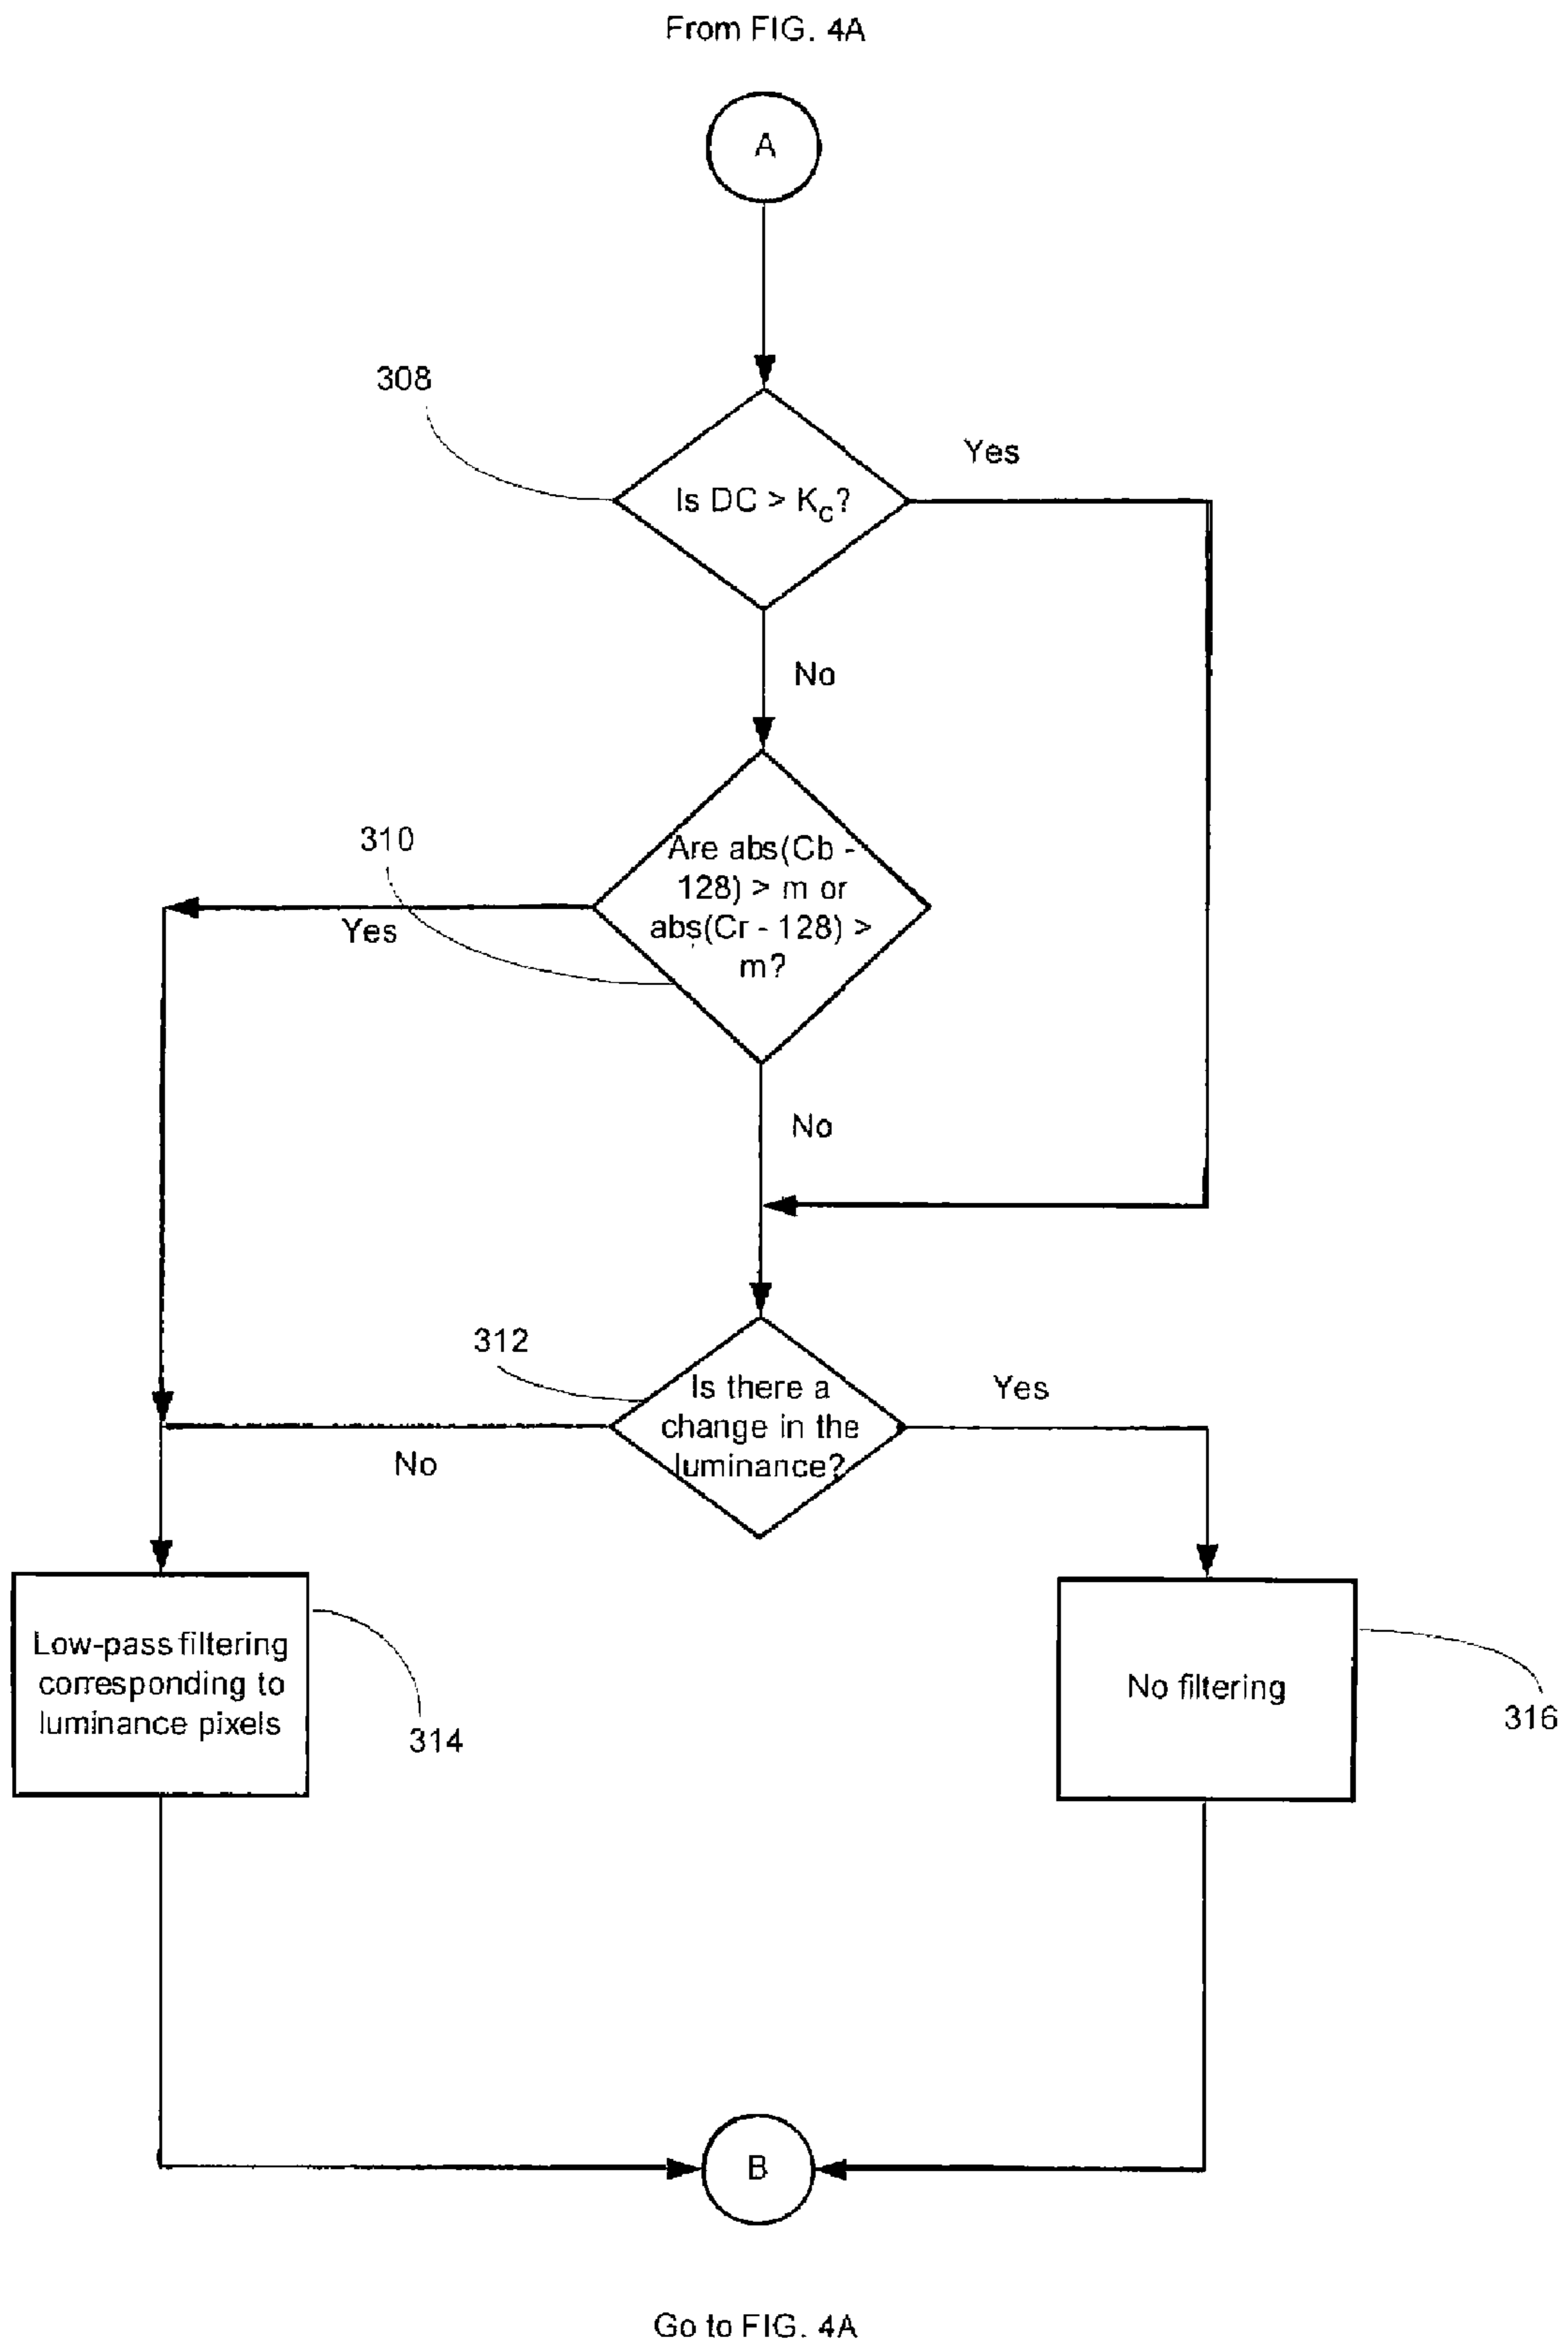 From FIG. 4A
A
308
Yes
Is DC > Kc?
No
310
Are abs(Cb -
128) > m or
abs(Cr - 128) >
m?
Yes
No
312
Is there a
change in the
luminance?
Yes
No
Low-pass filtering
corresponding to
luminance pixels
314
No filtering
316
B
Go to FIG. 4A